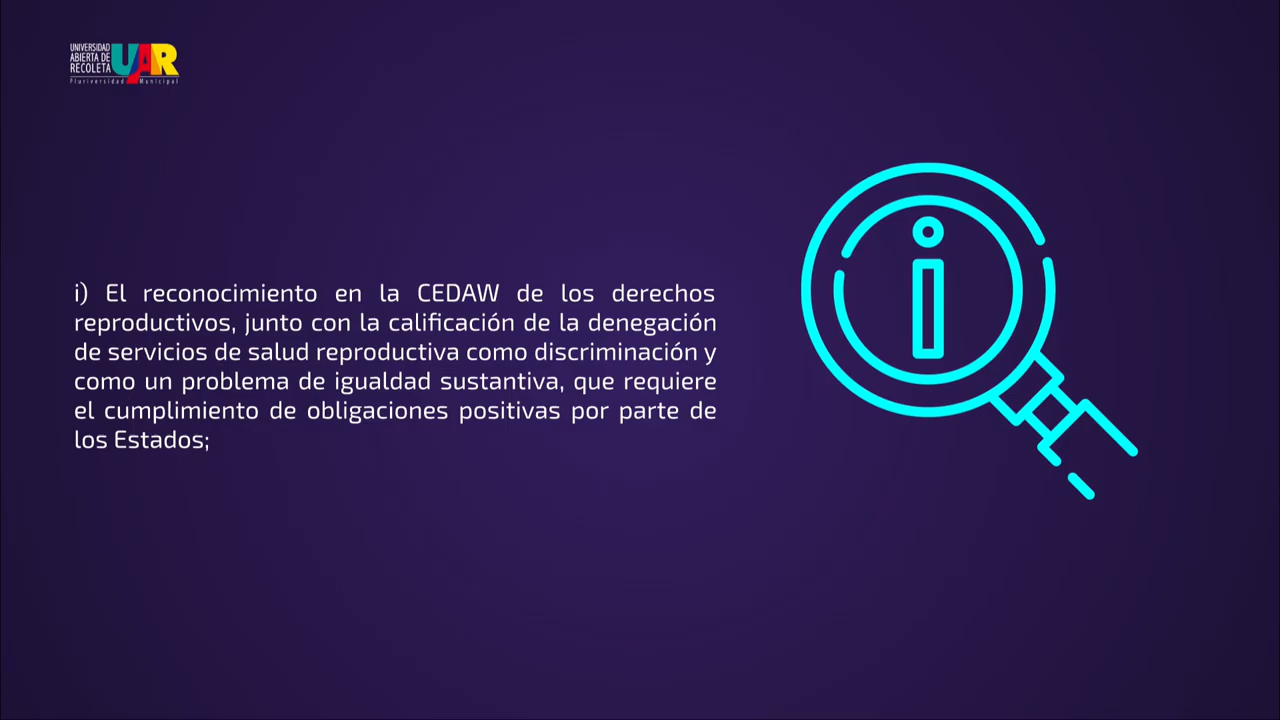 UNIVERSIDAD
ABIERTA DE
RECOLETA
UAR
Pluriversidad Municipal
i) El reconocimiento en la CEDAW de los derechos
reproductivos, junto con la calificación de la denegación
de servicios de salud reproductiva como discriminación y
como un problema de igualdad sustantiva, que requiere
el cumplimiento de obligaciones positivas por parte de
los Estados;
i